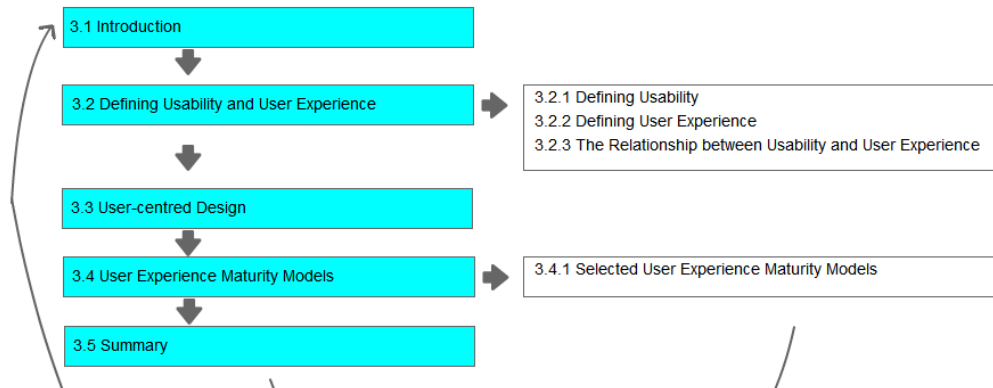 3.1 Introduction
3.2 Defining Usability and User Experience
3.2.1 Defining Usability
3.2.2 Defining User Experience
3.2.3 The Relationship between Usability and User Experience
3.3 User-centred Design
3.4 User Experience Maturity Models
3.4.1 Selected User Experience Maturity Models
3.5 Summary